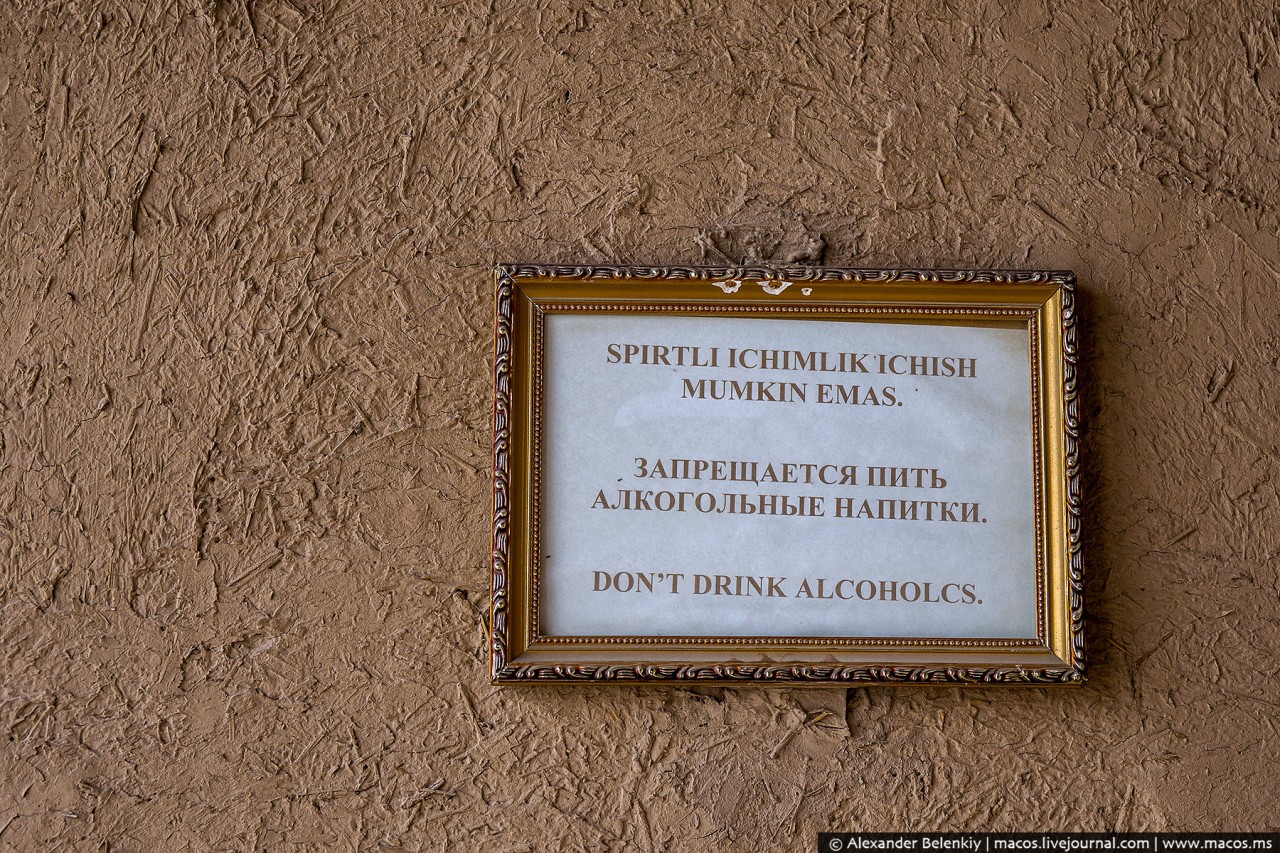 SPIRTLI ICHIMLIK ICHISH
MUMKIN EMAS.
ЗАПРЕЩАЕТСЯ ПИТЬ
АЛКОГОЛЬНЫЕ НАПИТКИ.
DON’T DRINK ALCOHOLCS.
© Alexander Belenkiy | macos.livejournal.com | www.macos.ms